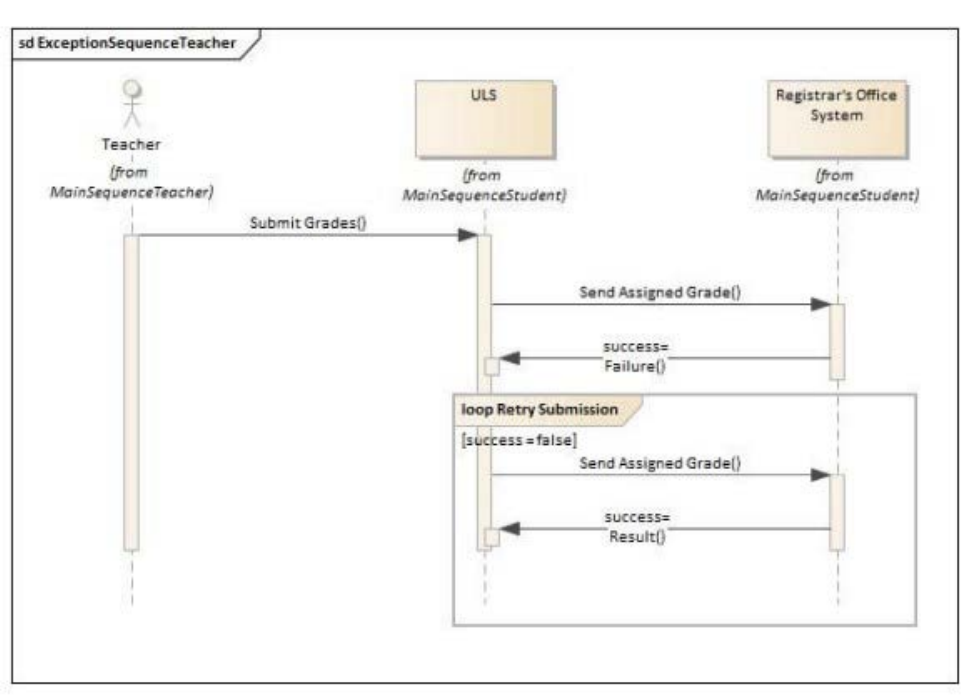 sd ExceptionSequenceTeacher
Teacher
(from
MainSequenceTeacher)
ULS
(from
MainSequenceStudent)
Registrar's Office
System
(from
MainSequenceStudent)
Submit Grades()
Send Assigned Grade()
success=
Failure()
loop Retry Submission
[success = false]
Send Assigned Grade()
success=
Result()